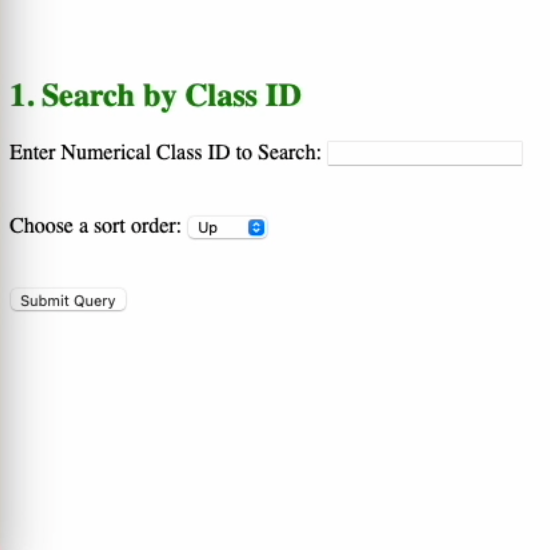 1. Search by Class ID
Enter Numerical Class ID to Search:
Choose a sort order: Up
Submit Query